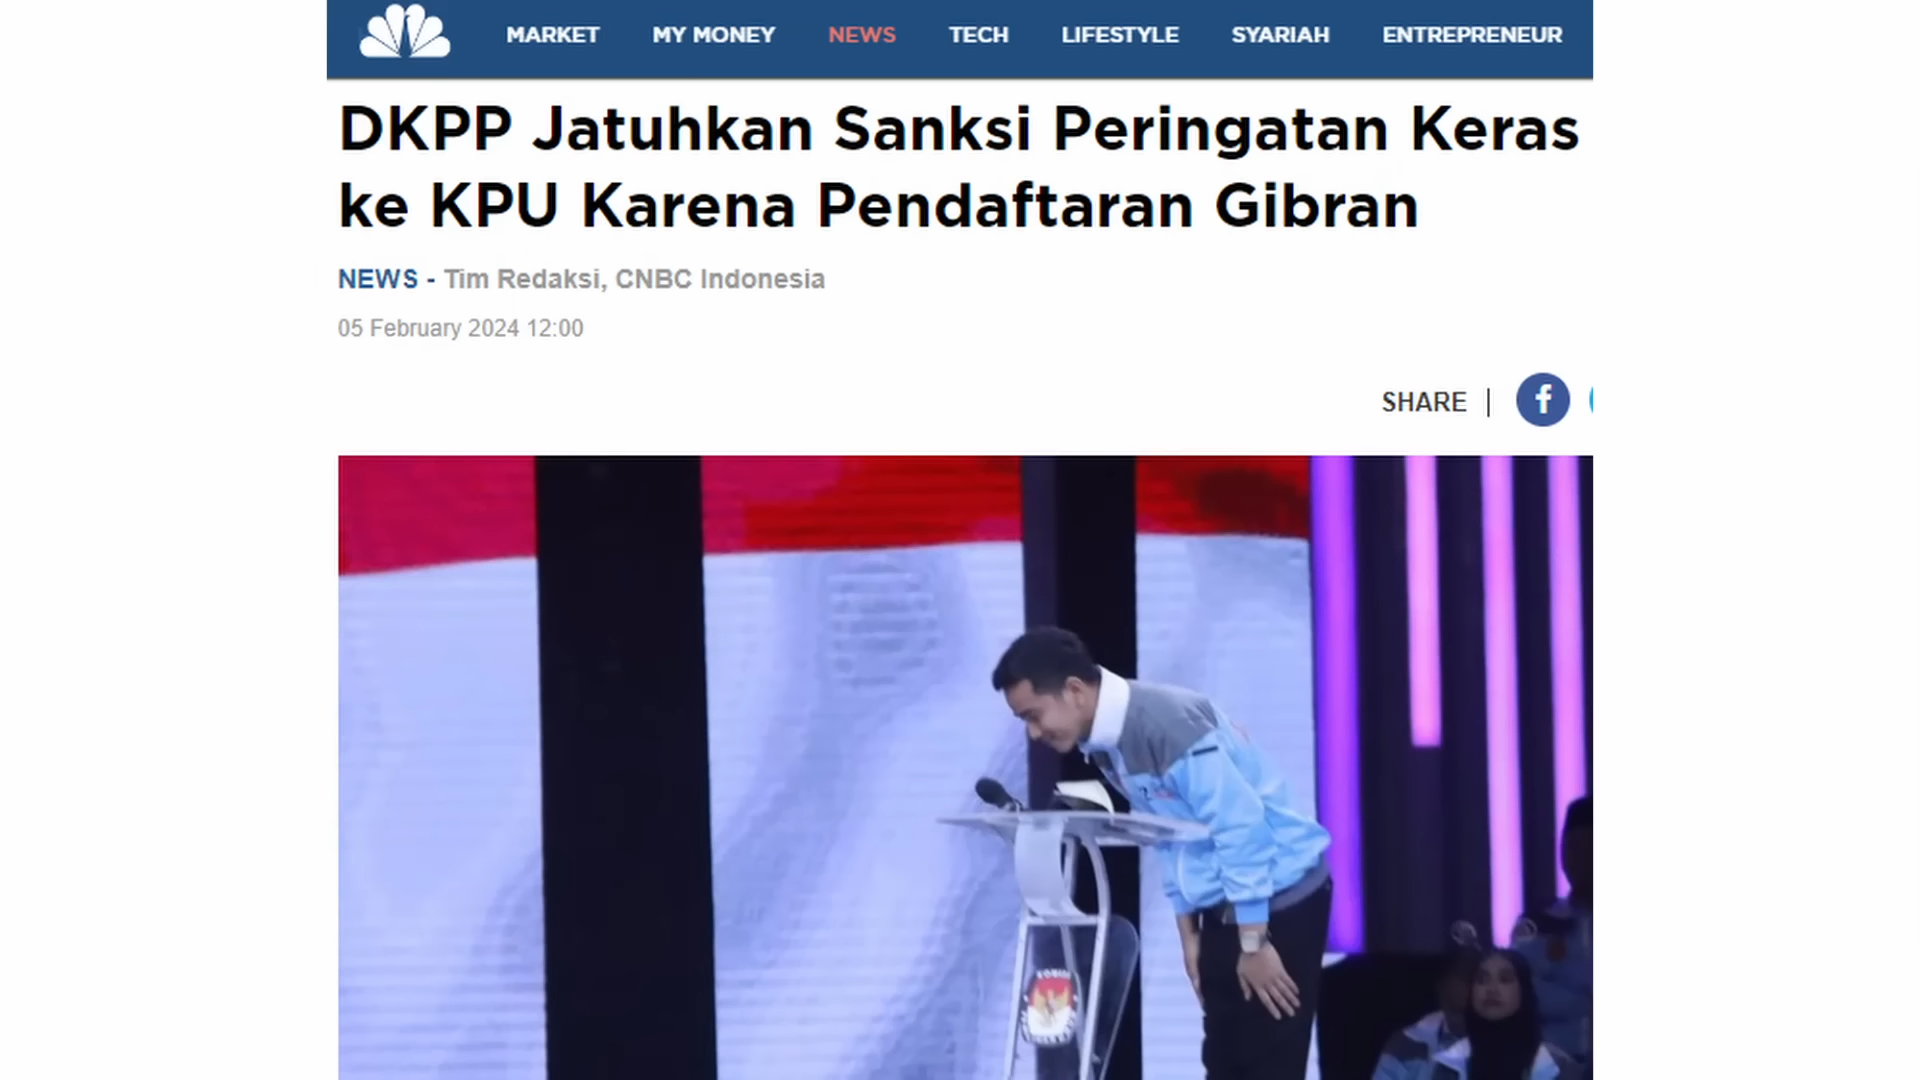 MARKET MY MONEY NEWS TECH LIFESTYLE SYARIAH ENTREPRENEUR
DKPP Jatuhkan Sanksi Peringatan Keras
ke KPU Karena Pendaftaran Gibran
NEWS - Tim Redaksi, CNBC Indonesia
05 February 2024 12:00
SHARE |